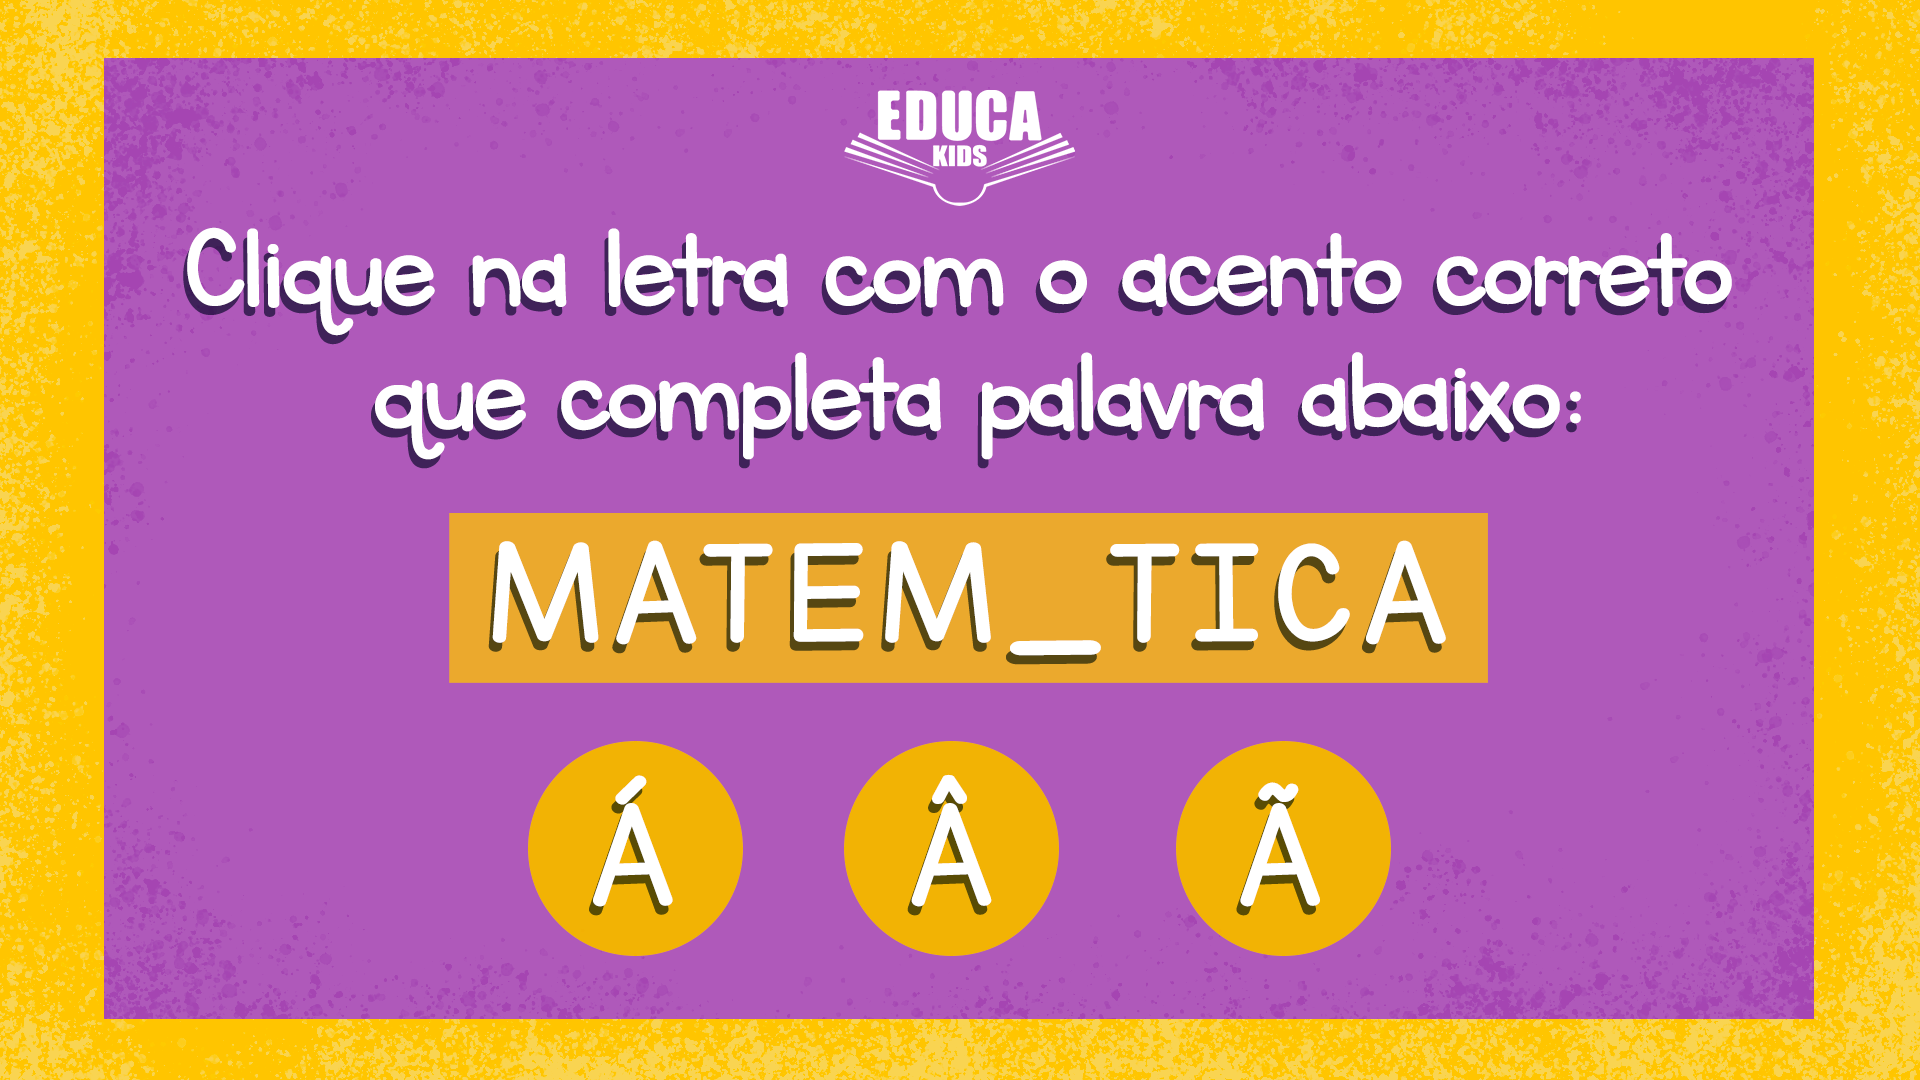 EDUCA
KIDS
Clique na letra com o acento correto
que completa palavra abaixo:
MATEM_TICA
Á Â Ã